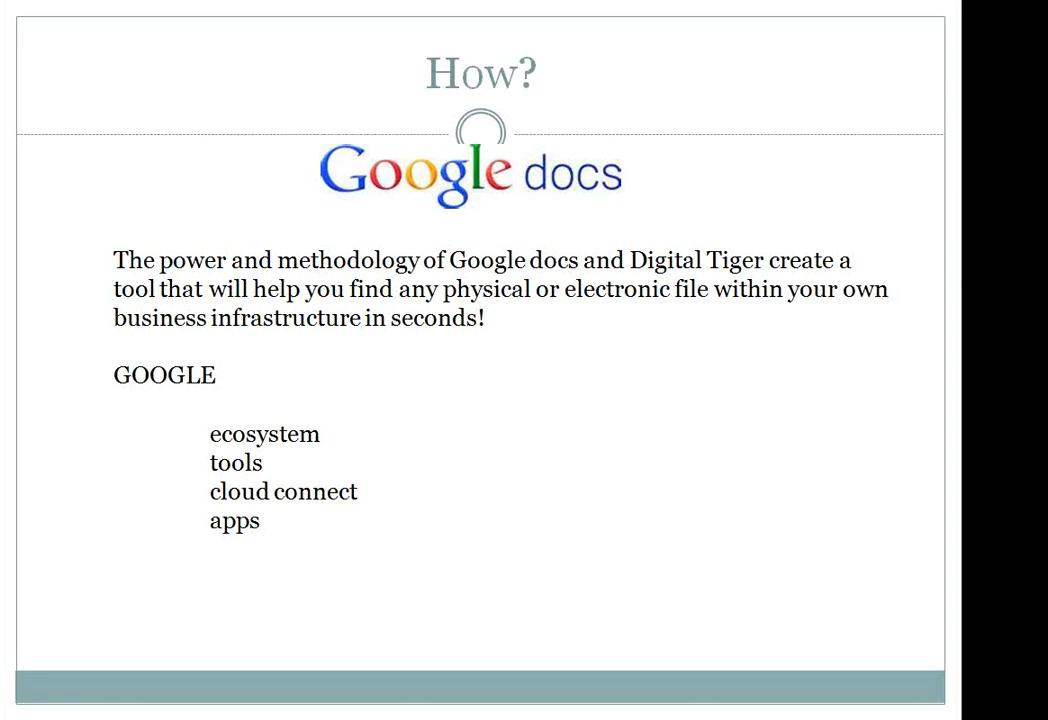 How?
Google docs
The power and methodology of Google docs and Digital Tiger create a
tool that will help you find any physical or electronic file within your own
business infrastructure in seconds!
GOOGLE
ecosystem
tools
cloud connect
apps